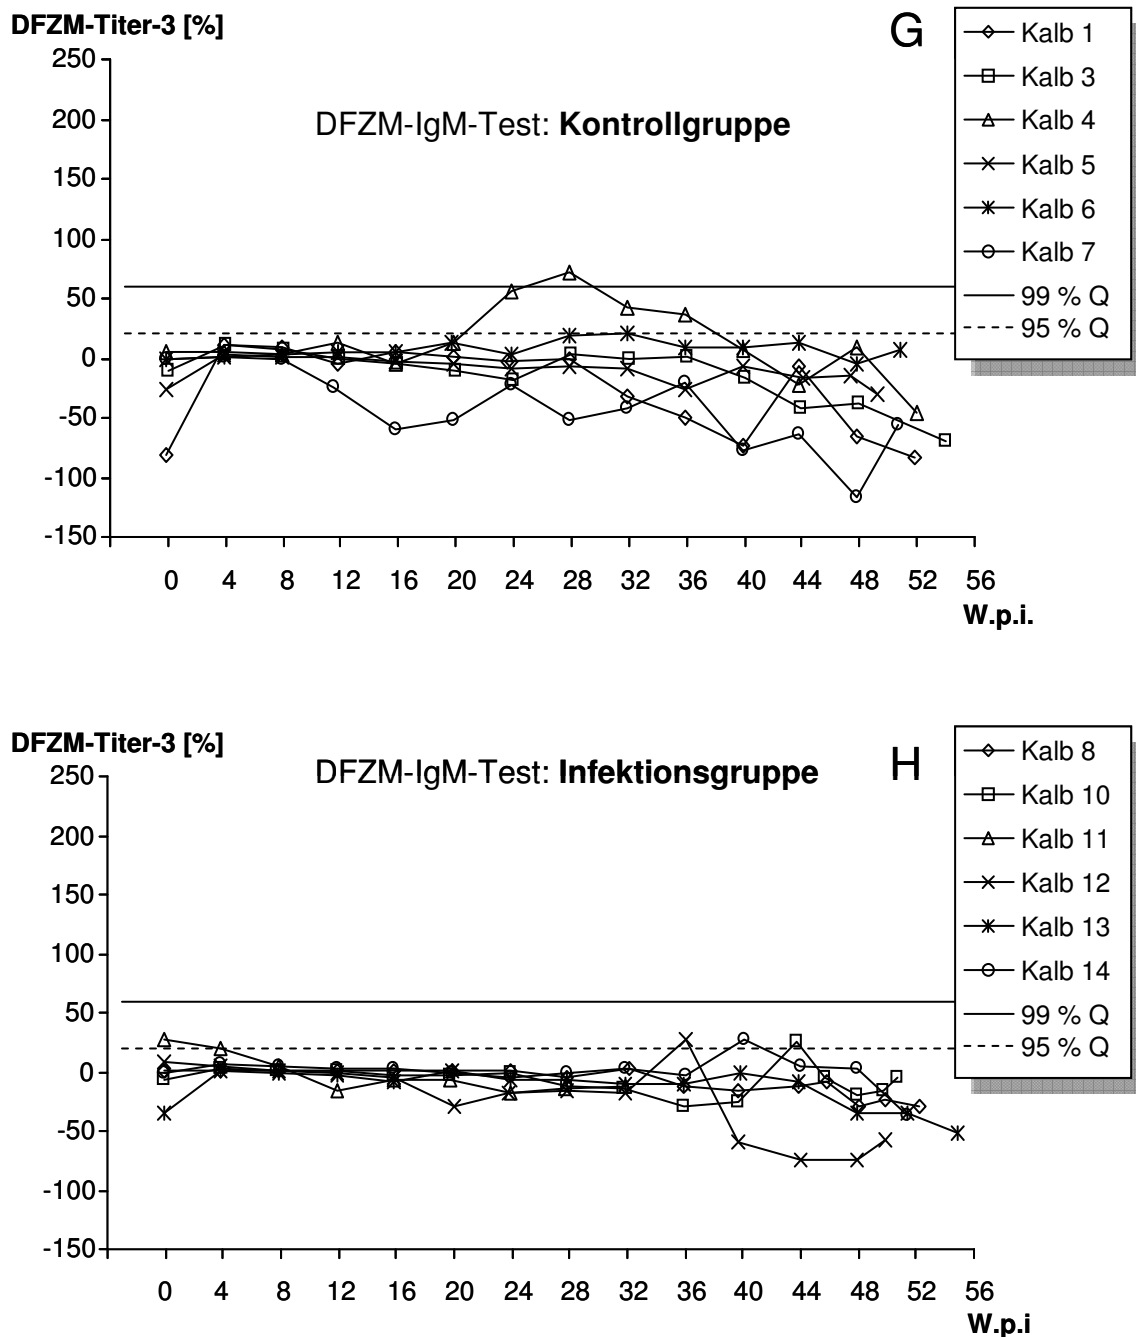 DFZM-Titer-3 [%]
G
DFZM-IgM-Test: Kontrollgruppe
250
200
150
100
50
0
-50
-100
-150
0 4 8 12 16 20 24 28 32 36 40 44 48 52 56
W.p.i.
Kalb 1
Kalb 3
Kalb 4
Kalb 5
Kalb 6
Kalb 7
99 % Q
95 % Q
DFZM-Titer-3 [%]
DFZM-IgM-Test: Infektionsgruppe
H
250
200
150
100
50
0
-50
-100
-150
0 4 8 12 16 20 24 28 32 36 40 44 48 52 56
W.p.i
Kalb 8
Kalb 10
Kalb 11
Kalb 12
Kalb 13
Kalb 14
99 % Q
95 % Q